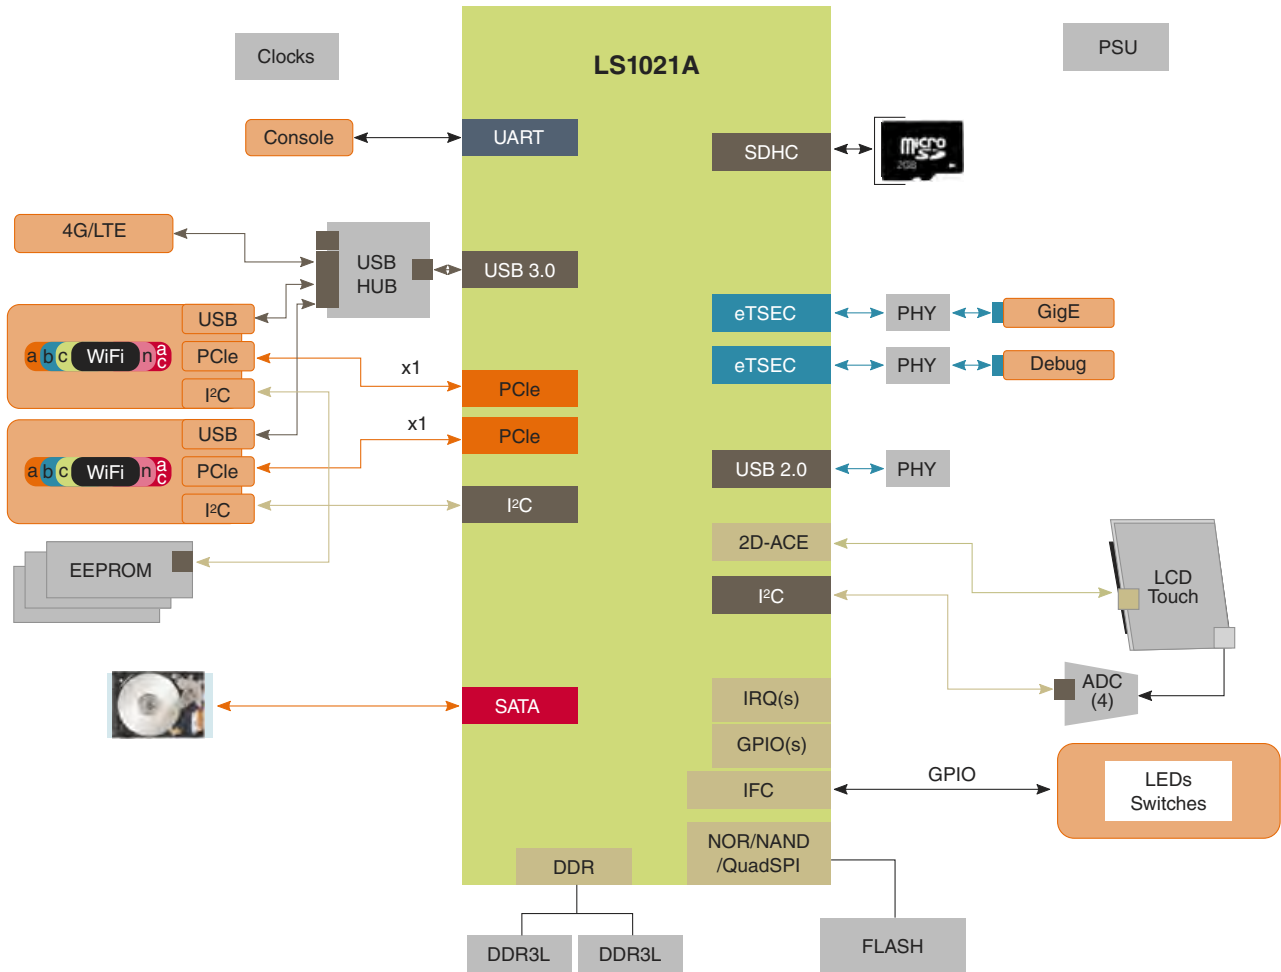 Clocks
LS1021A
PSU
Console
UART
SDHC
micro
SD
2GB
4G/LTE
USB
HUB
USB 3.0
eTSEC
PHY
GigE
eTSEC
PHY
Debug
USB
a b c WiFi n a c
PCIe
I²C
x1
PCIe
USB
a b c WiFi n a c
PCIe
I²C
x1
PCIe
USB 2.0
PHY
I²C
2D-ACE
I²C
LCD
Touch
EEPROM
ADC
(4)
SATA
IRQ(s)
GPIO(s)
IFC
GPIO
LEDs
Switches
NOR/NAND
/QuadSPI
DDR
DDR3L
DDR3L
FLASH